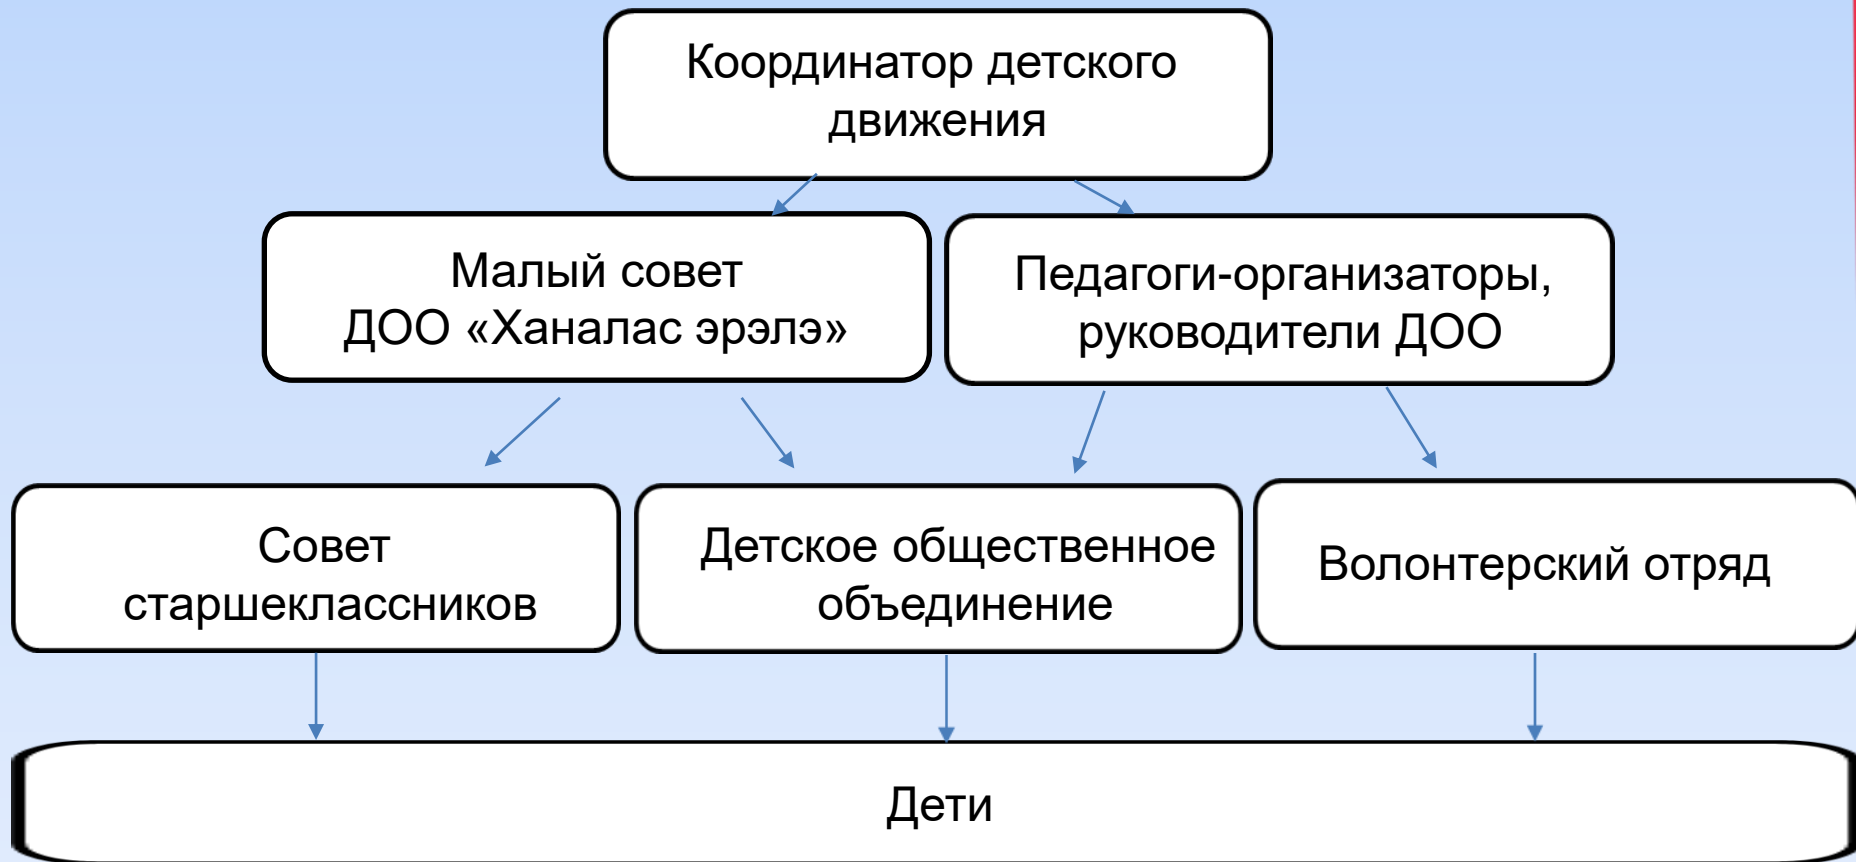 Координатор детского
движения
Малый совет
ДОО «Ханалас эрэлэ»
Педагоги-организаторы,
руководители ДОО
Совет
старшеклассников
Детское общественное
объединение
Волонтерский отряд
Дети